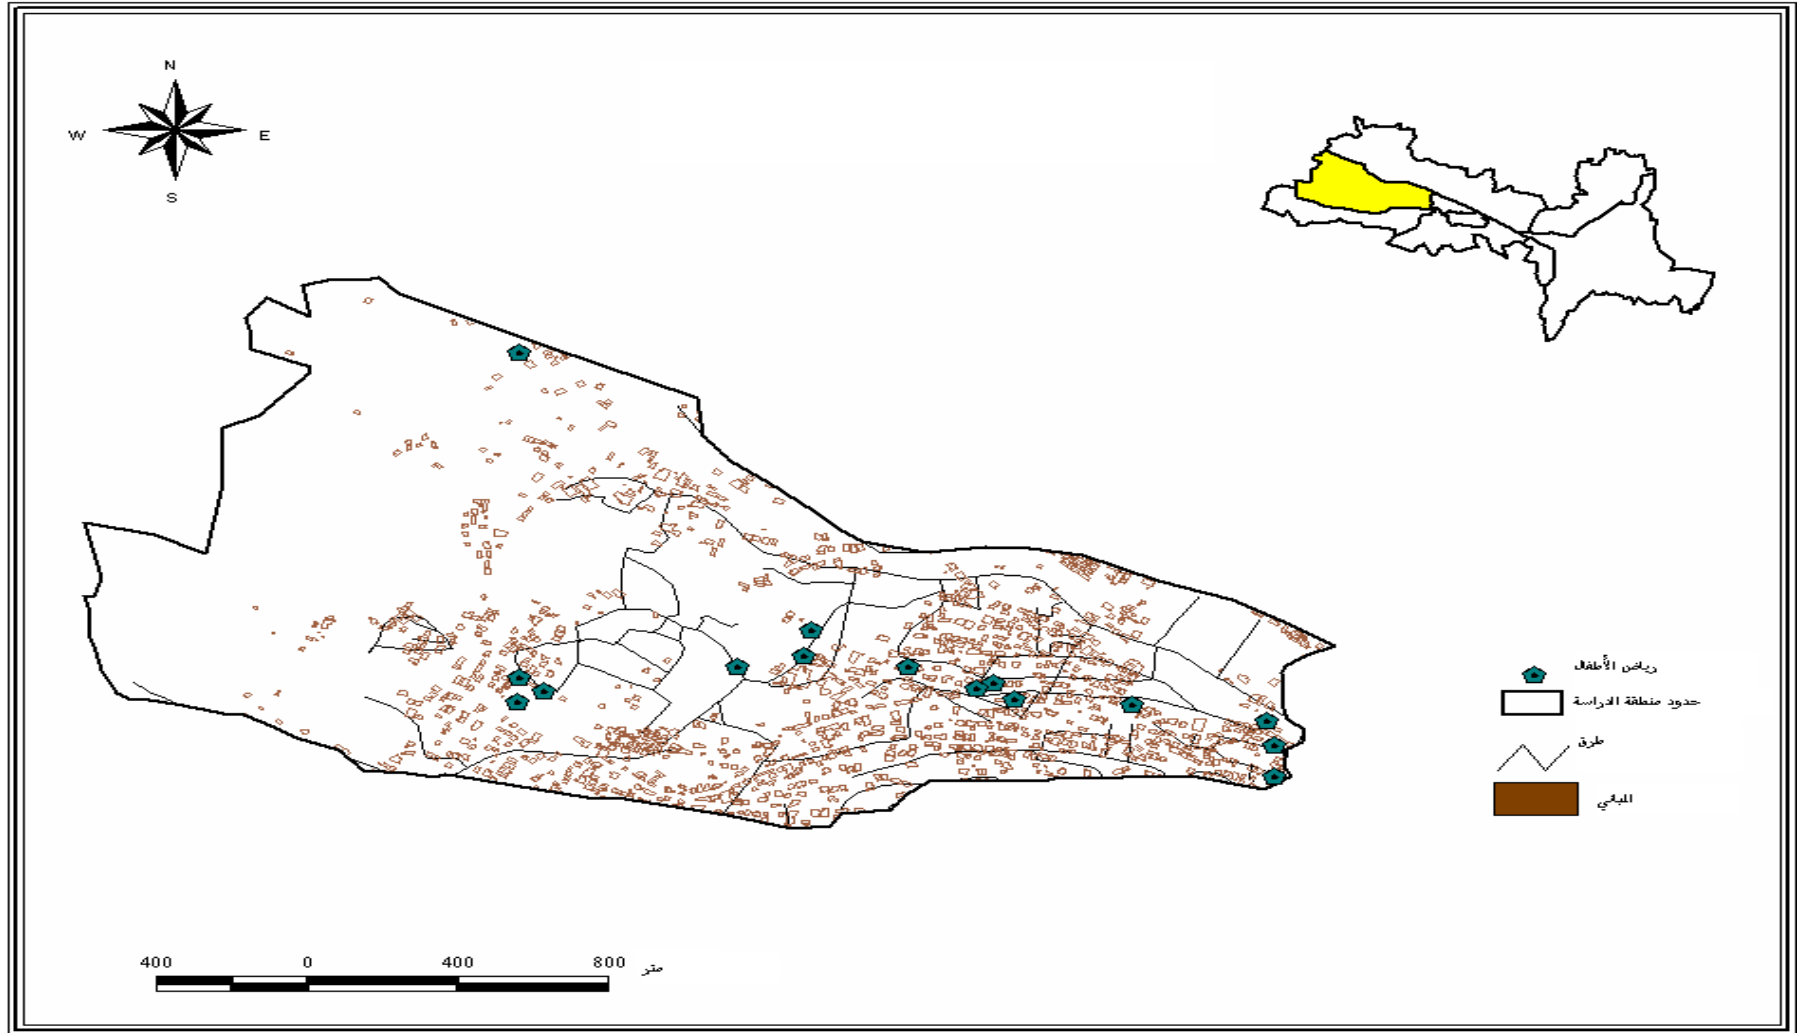 N
W E
S
رياض الأطفال
حدود منطقة الدراسة
طرق
المباني
400 0 400 800 متر